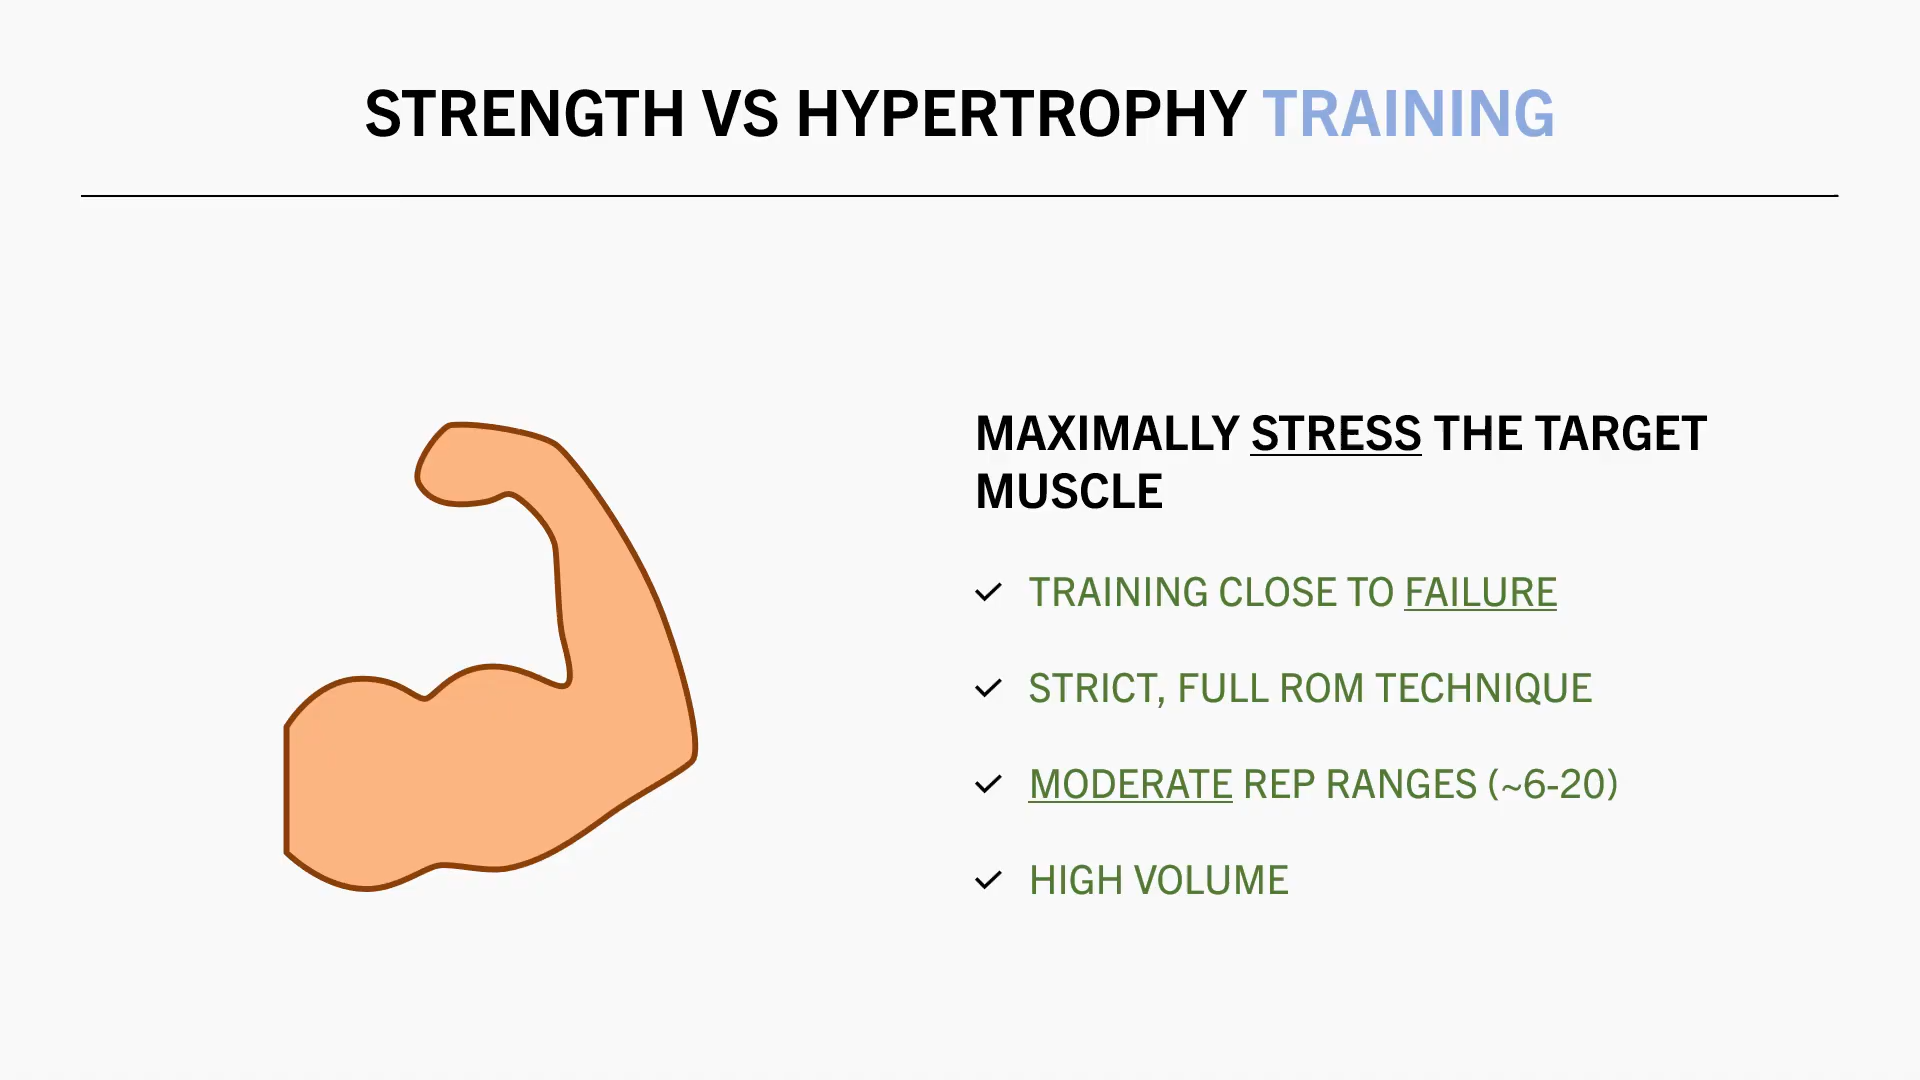 STRENGTH VS HYPERTROPHY TRAINING
MAXIMALLY STRESS THE TARGET
MUSCLE
TRAINING CLOSE TO FAILURE
STRICT, FULL ROM TECHNIQUE
MODERATE REP RANGES (~6-20)
HIGH VOLUME